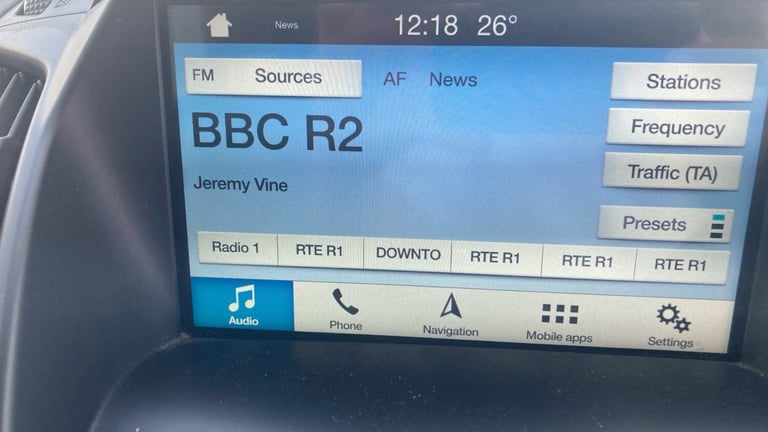 News
12:18 26°
FM Sources AF News
Stations
BBC R2
Frequency
Jeremy Vine
Traffic (TA)
Presets
Radio 1 RTE R1 DOWNTO RTE R1 RTE R1 RTE R1
Audio Phone Navigation Mobile apps Settings